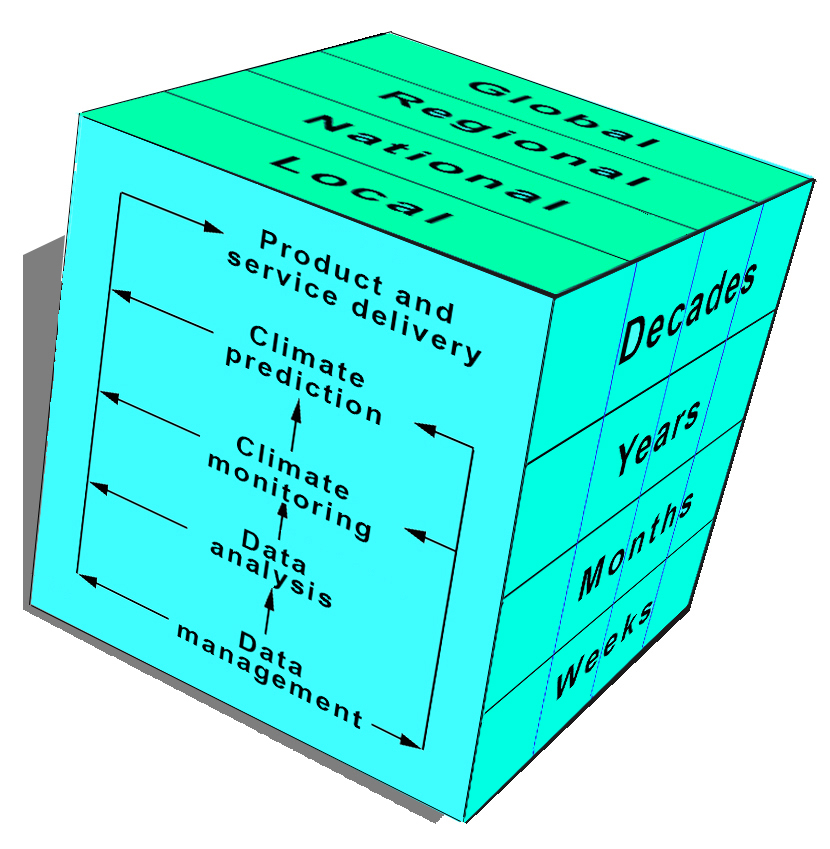 Global
Regional
National
Local
Product and
service delivery
Climate
prediction
Climate
monitoring
Data
analysis
Data
management
Decades
Years
Months
Weeks